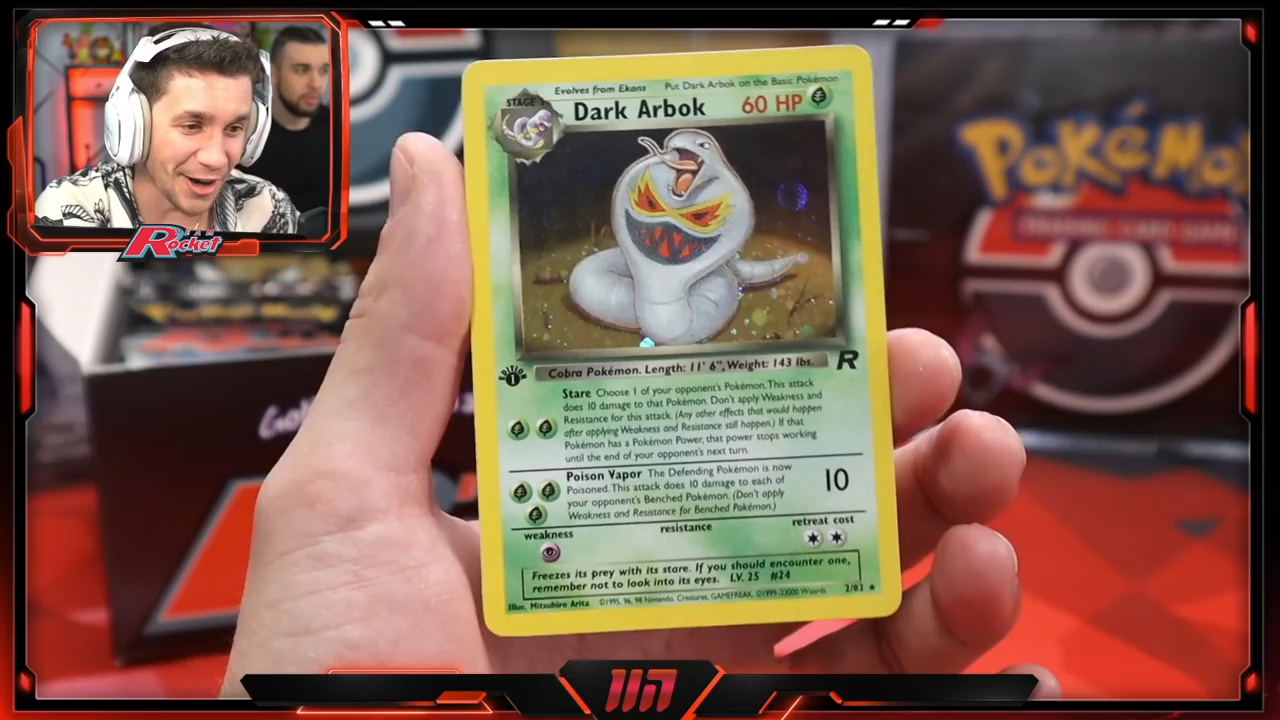 Evolves from Ekans Put Dark Arbok on the Basic Pokémon
STAGE 1
Dark Arbok 60 HP
POKÉMON
TRADING CARD GAME
TEAM
Rocket
Cobra Pokémon. Length: 11' 6", Weight: 143 lbs.
R
1
Stare Choose 1 of your opponent's Pokémon. This attack
does 10 damage to that Pokémon. Don't apply Weakness and
Resistance for this attack. (Any other effects that would happen
after applying Weakness and Resistance still happen.) If that
Pokémon has a Pokémon Power, that power stops working
until the end of your opponent's next turn.
Poison Vapor The Defending Pokémon is now
Poisoned. This attack does 10 damage to each of
your opponent's Benched Pokémon. (Don't apply
Weakness and Resistance for Benched Pokémon.)
10
weakness resistance retreat cost
Freezes its prey with its stare. If you should encounter one,
remember not to look into its eyes. LV. 25 #24
Illus. Mitsuhiro Arita ©1995, 96, 98 Nintendo, Creatures, GAMEFREAK. ©1999-2000 Wizards. 2/82 ★